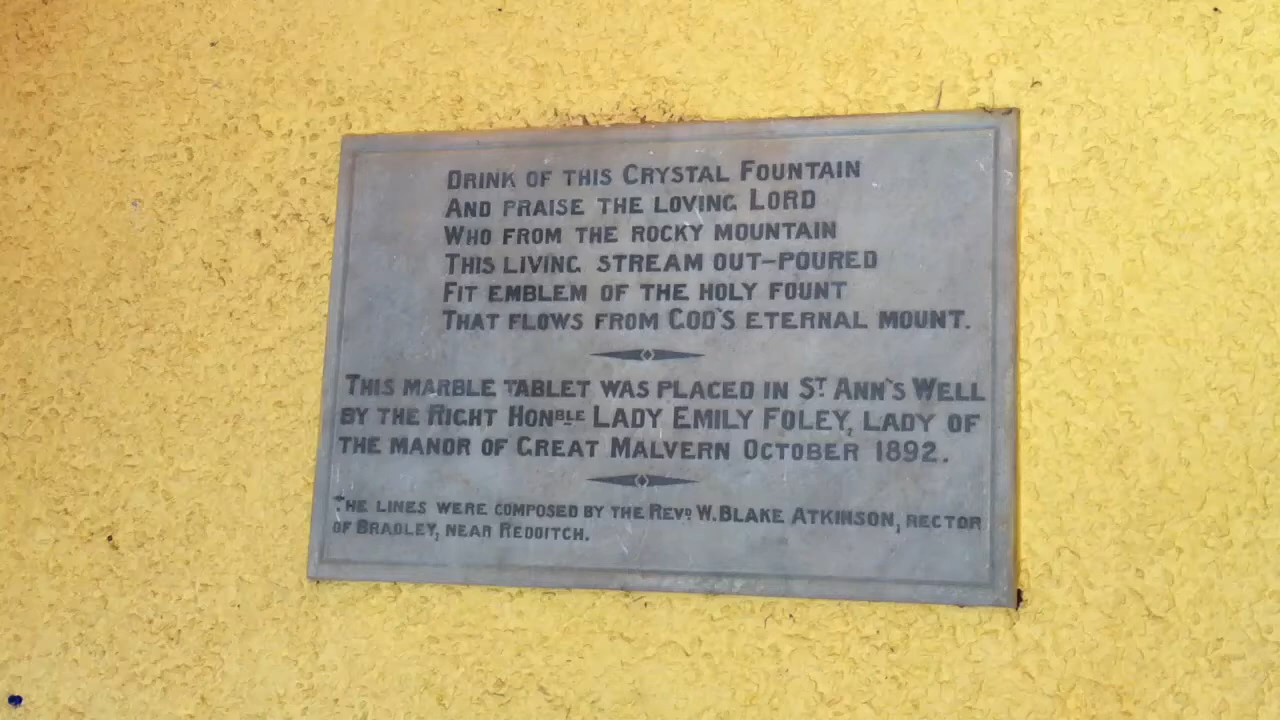 DRINK OF THIS CRYSTAL FOUNTAIN
AND PRAISE THE LOVING LORD
WHO FROM THE ROCKY MOUNTAIN
THIS LIVING STREAM OUT-POURED
FIT EMBLEM OF THE HOLY FOUNT
THAT FLOWS FROM GOD'S ETERNAL MOUNT.
THIS MARBLE TABLET WAS PLACED IN ST ANN'S WELL
BY THE RIGHT HONBLE LADY EMILY FOLEY, LADY OF
THE MANOR OF GREAT MALVERN OCTOBER 1892.
THE LINES WERE COMPOSED BY THE REVD W. BLAKE ATKINSON, RECTOR
OF BRADLEY, NEAR REDDITCH.